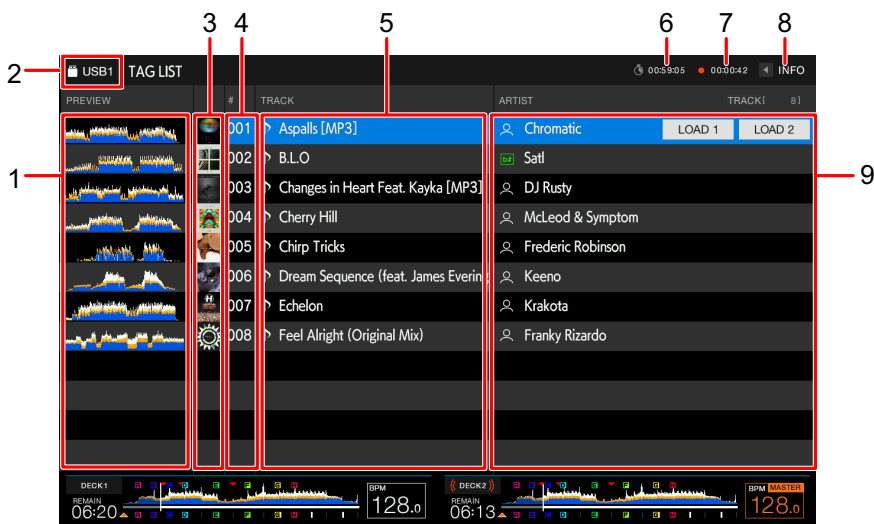 3 4 5 6 7 8
2 USB1 TAG LIST 00:59:05 00:00:42 INFO
PREVIEW # TRACK ARTIST TRACK[ 8]
001 Aspalls [MP3] Chromatic LOAD 1 LOAD 2
002 B.L.O b# Satl
1 003 Changes in Heart Feat. Kayka [MP3] DJ Rusty 9
004 Cherry Hill McLeod & Symptom
005 Chirp Tricks Frederic Robinson
006 Dream Sequence (feat. James Evering Keeno
007 Echelon Krakota
008 Feel Alright (Original Mix) Franky Rizardo
DECK1 BPM DECK2 BPM MASTER
REMAIN 128.0 REMAIN 128.0
06:20 06:13